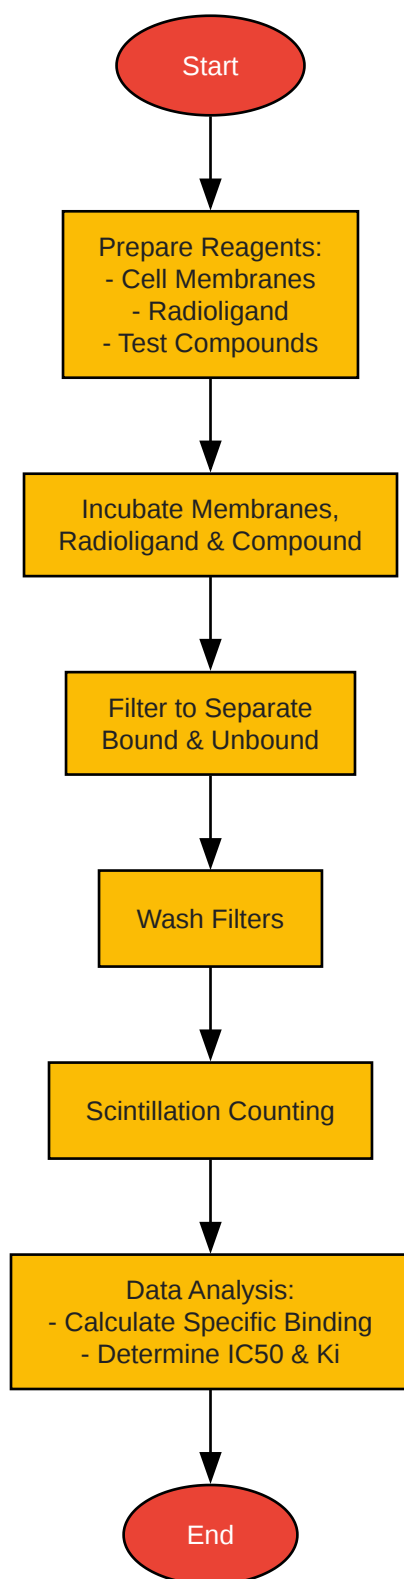 Start
Prepare Reagents:
- Cell Membranes
- Radioligand
- Test Compounds
Incubate Membranes,
Radioligand & Compound
Filter to Separate
Bound & Unbound
Wash Filters
Scintillation Counting
Data Analysis:
- Calculate Specific Binding
- Determine IC50 & Ki
End